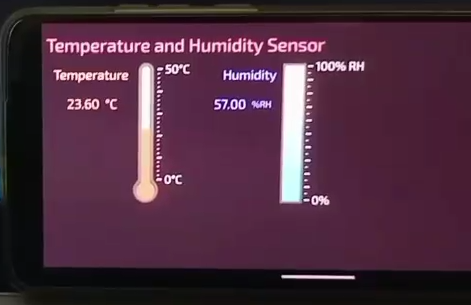 Temperature and Humidity Sensor
Temperature
23.60 °C
50°C
0°C
Humidity
57.00 %RH
100% RH
0%